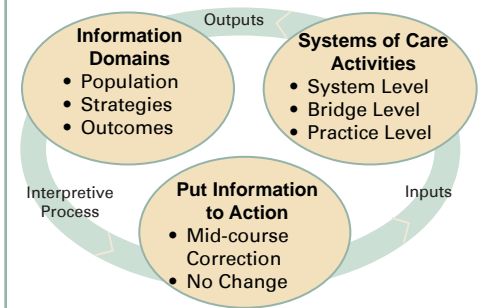 Outputs
Information
Domains
• Population
• Strategies
• Outcomes
Systems of Care
Activities
• System Level
• Bridge Level
• Practice Level
Interpretive
Process
Put Information
to Action
• Mid-course
Correction
• No Change
Inputs